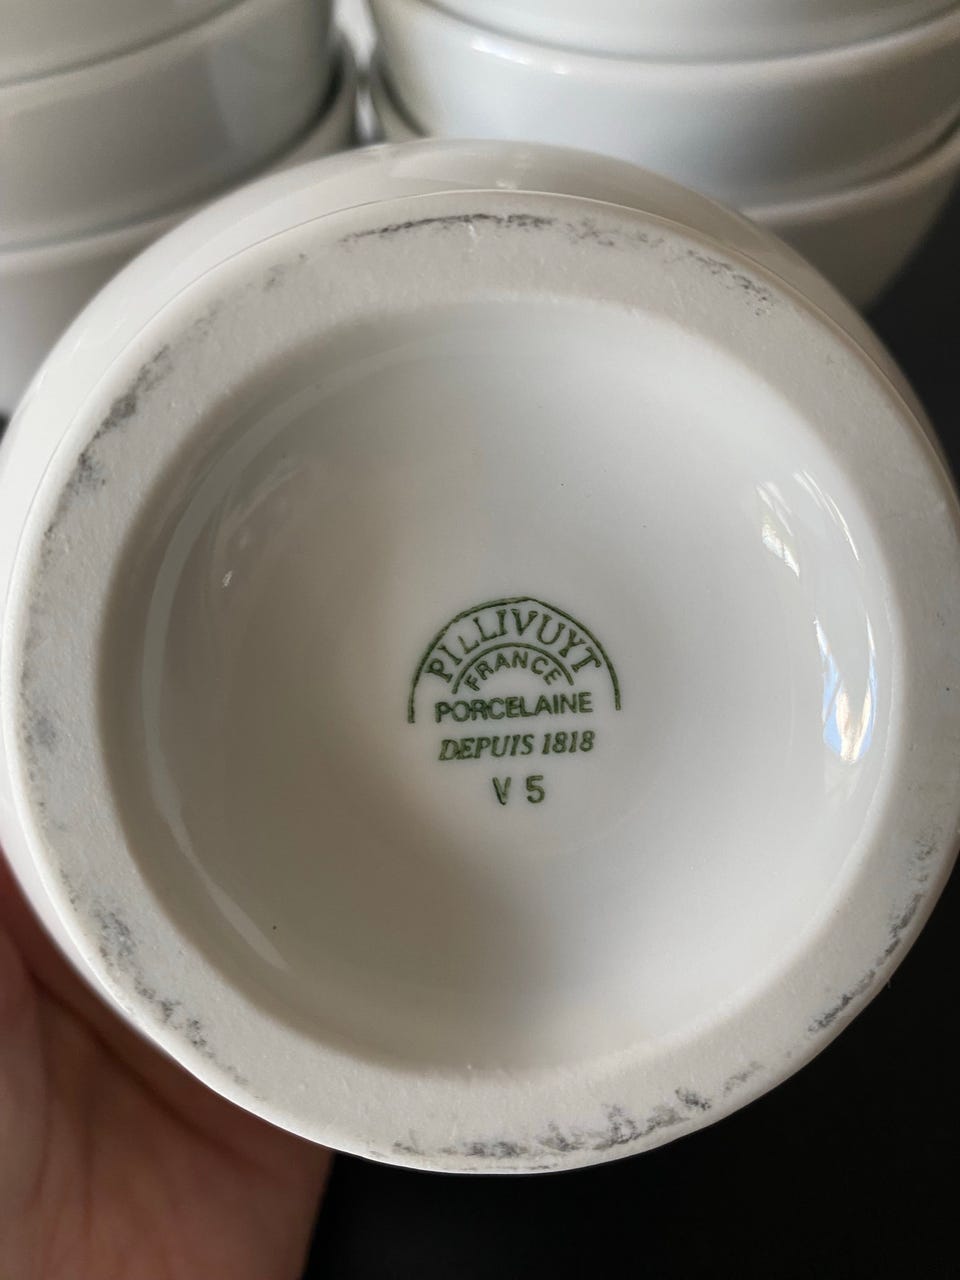 PILLIVUYT
FRANCE
PORCELAINE
DEPUIS 1818
V 5